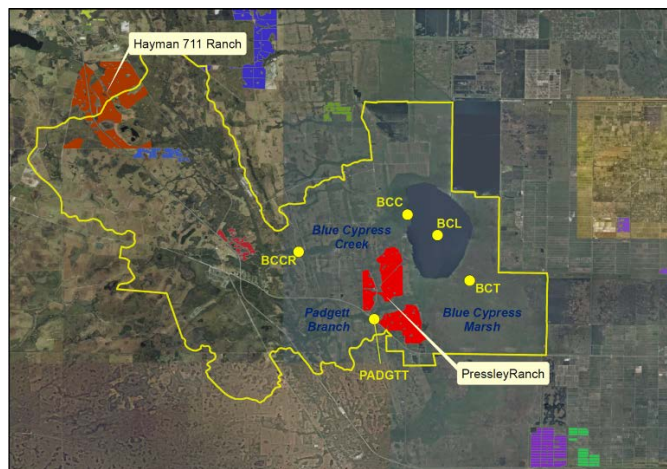 Hayman 711 Ranch
BCC
Blue Cypress
Creek
BCL
BCCR
BCT
Padgett
Branch
Blue Cypress
Marsh
PADGTT
PressleyRanch